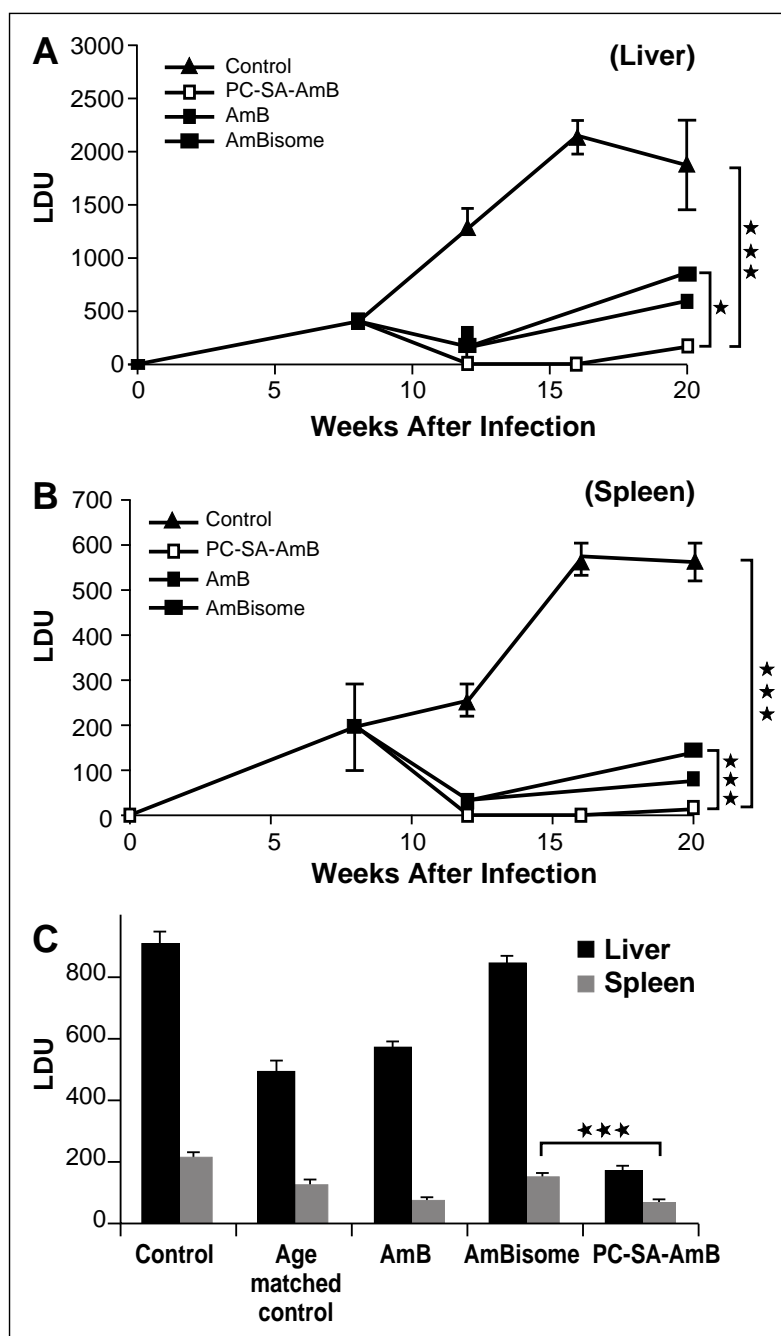 A
(Liver)
3000
2500
2000
1500
1000
500
0
LDU
Control
PC-SA-AmB
AmB
AmBisome
★★★
★
0 5 10 15 20
Weeks After Infection
B
(Spleen)
700
600
500
400
300
200
100
0
LDU
Control
PC-SA-AmB
AmB
AmBisome
★★★
★★★
0 5 10 15 20
Weeks After Infection
C
Liver
Spleen
800
600
400
200
0
LDU
★★★
Control Age AmB AmBisome PC-SA-AmB
matched
control